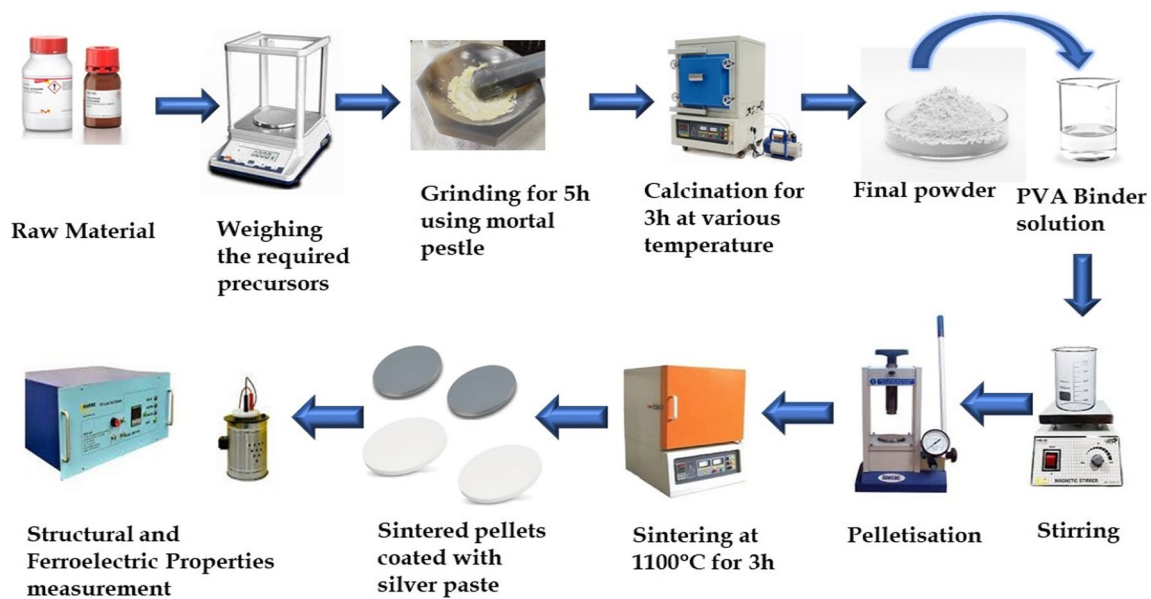 Raw Material
Weighing
the required
precursors
Grinding for 5h
using mortal
pestle
Calcination for
3h at various
temperature
Final powder
PVA Binder
solution
Structural and
Ferroelectric Properties
measurement
Sintered pellets
coated with
silver paste
Sintering at
1100°C for 3h
Pelletisation
Stirring
MAGNETIC STIRRER